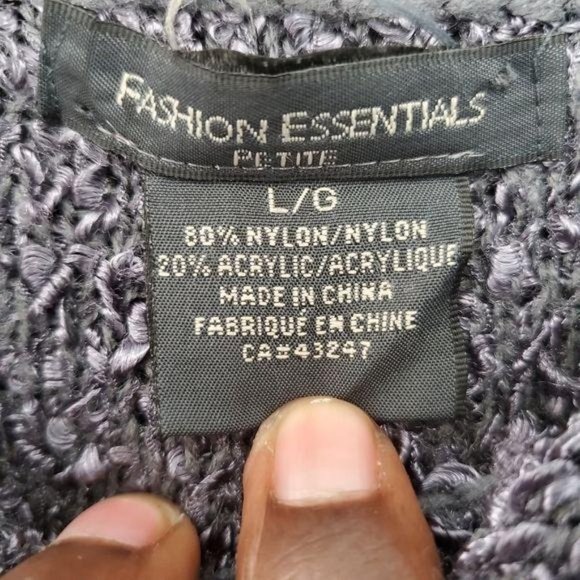 FASHION ESSENTIALS
PETITE
L/G
80% NYLON/NYLON
20% ACRYLIC/ACRYLIQUE
MADE IN CHINA
FABRIQUÉ EN CHINE
CA#43247